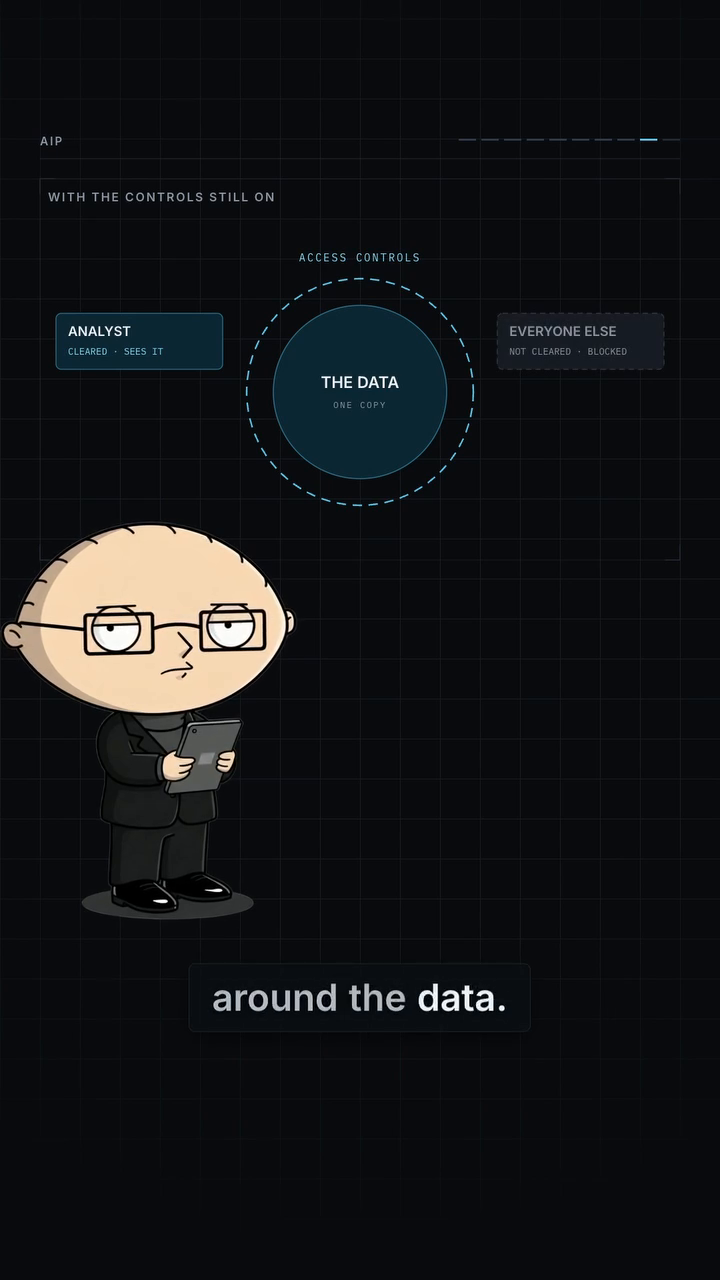 AIP
WITH THE CONTROLS STILL ON
ACCESS CONTROLS
ANALYST
CLEARED · SEES IT
THE DATA
ONE COPY
EVERYONE ELSE
NOT CLEARED · BLOCKED
around the data.